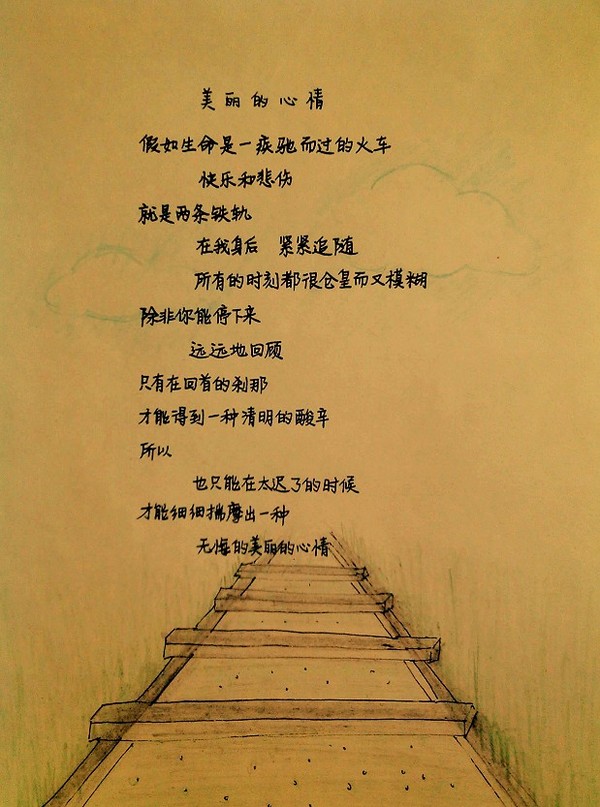 美丽的心情
假如生命是一疾驰而过的火车
快乐和悲伤
就是两条铁轨
在我身后 紧紧追随
所有的时刻都很仓皇而又模糊
除非你能停下来
远远地回顾
只有在回首的刹那
才能得到一种清明的酸辛
所以
也只能在太迟了的时候
才能细细揣摩出一种
无悔的美丽的心情